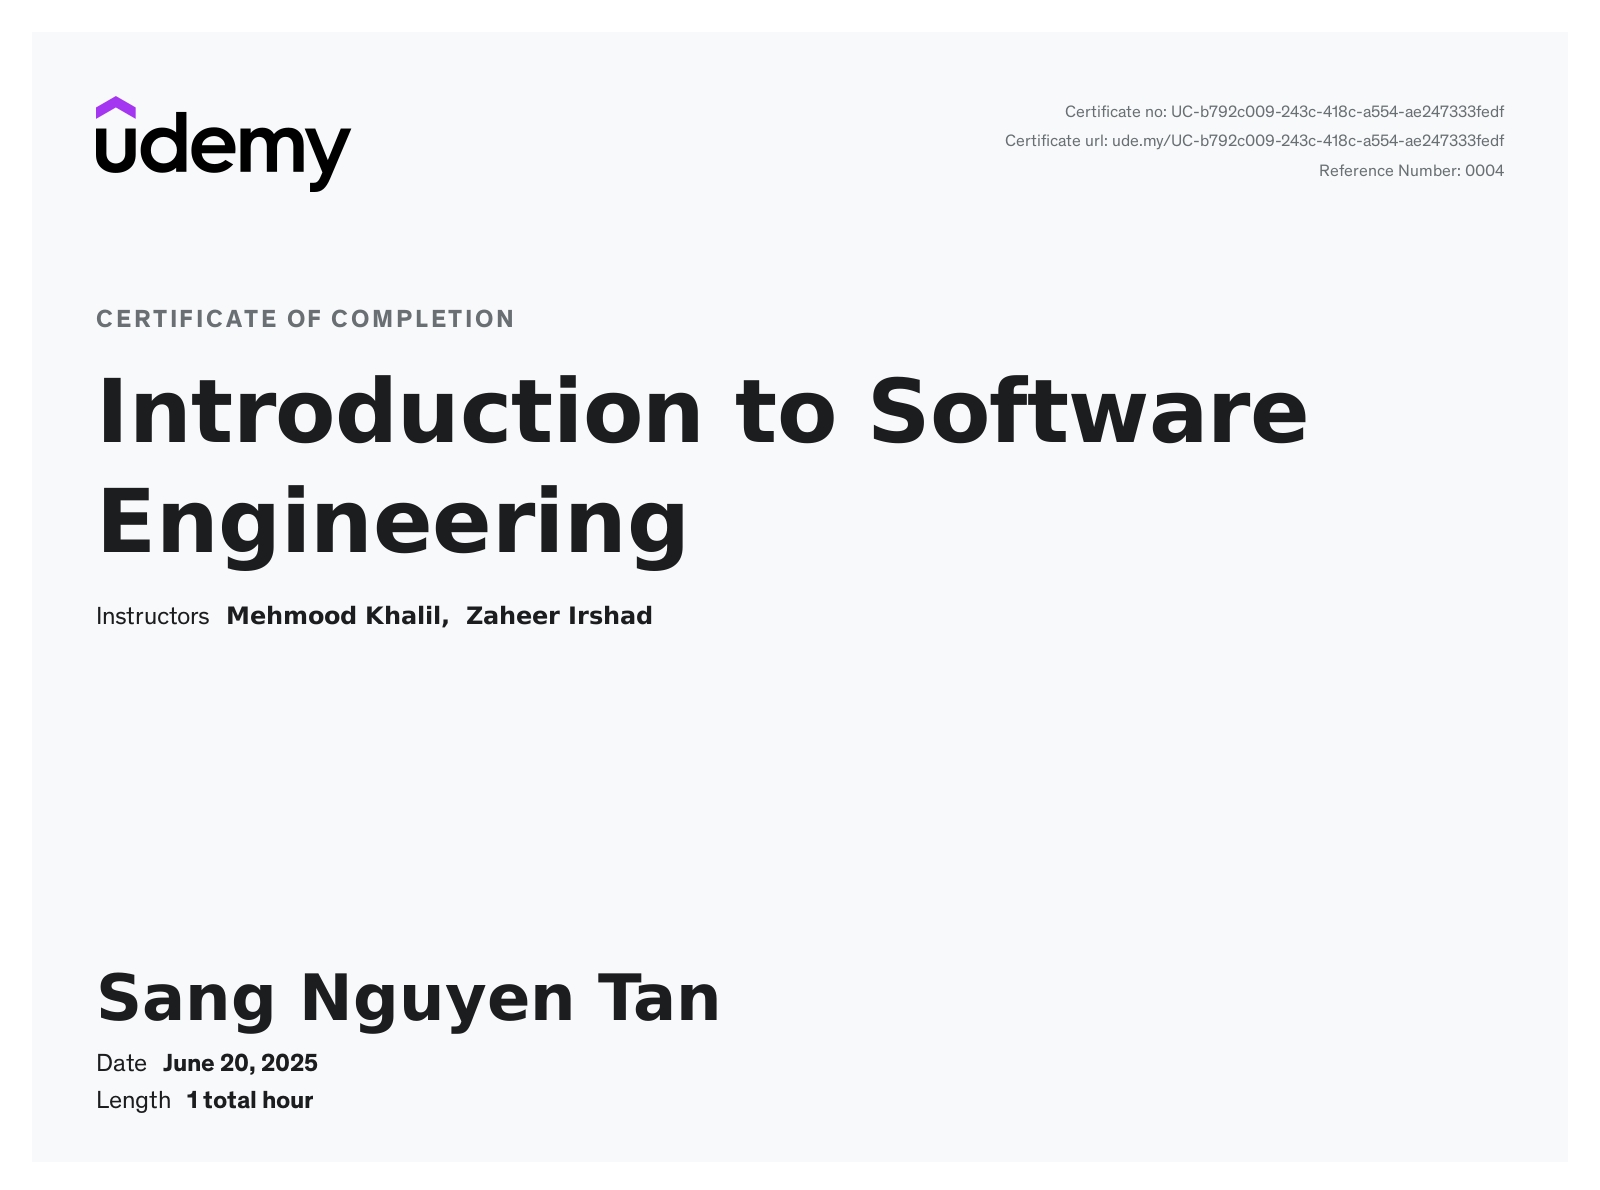 udemy
Certificate no: UC-b792c009-243c-418c-a554-ae247333fedf
Certificate url: ude.my/UC-b792c009-243c-418c-a554-ae247333fedf
Reference Number: 0004
CERTIFICATE OF COMPLETION
Introduction to Software
Engineering
Instructors Mehmood Khalil, Zaheer Irshad
Sang Nguyen Tan
Date June 20, 2025
Length 1 total hour